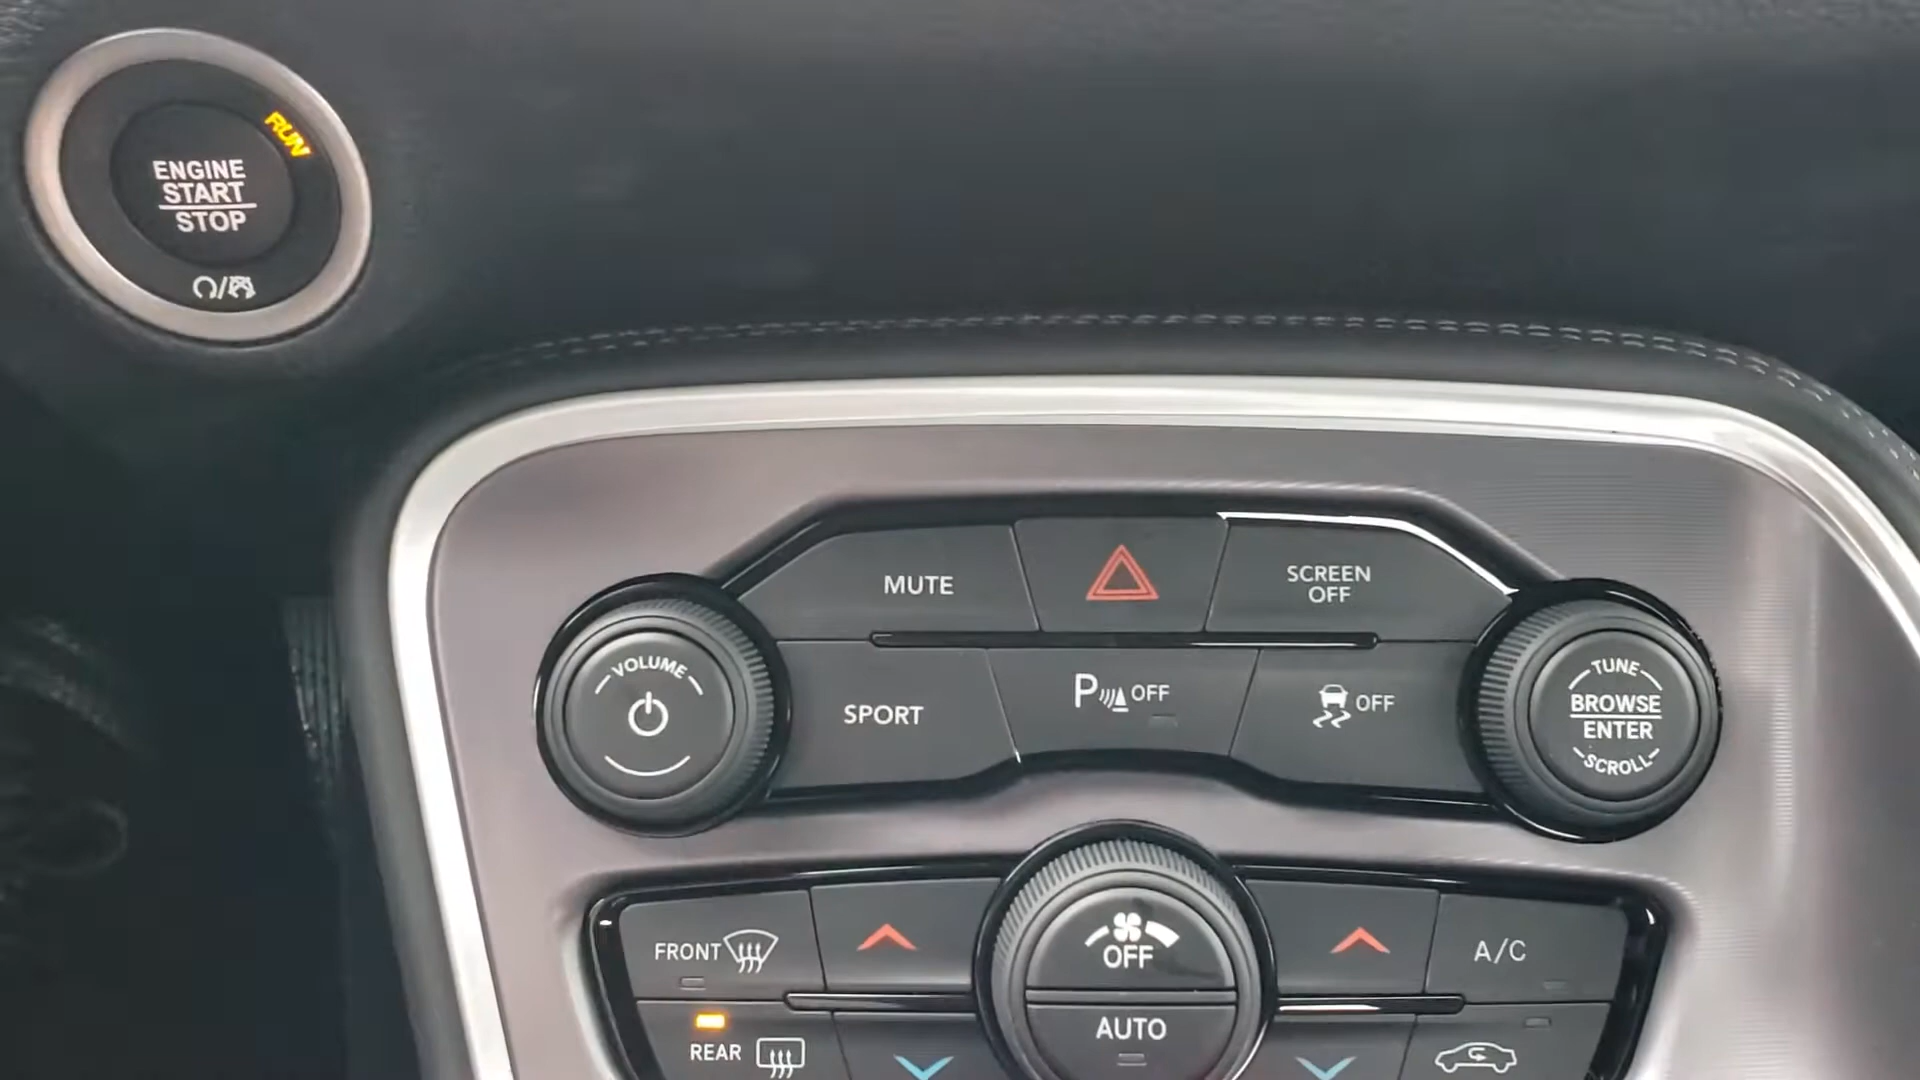 RUN
ENGINE
START
STOP
MUTE
SCREEN
OFF
VOLUME
SPORT
P OFF
OFF
TUNE
BROWSE
ENTER
SCROLL
FRONT
OFF
A/C
REAR
AUTO